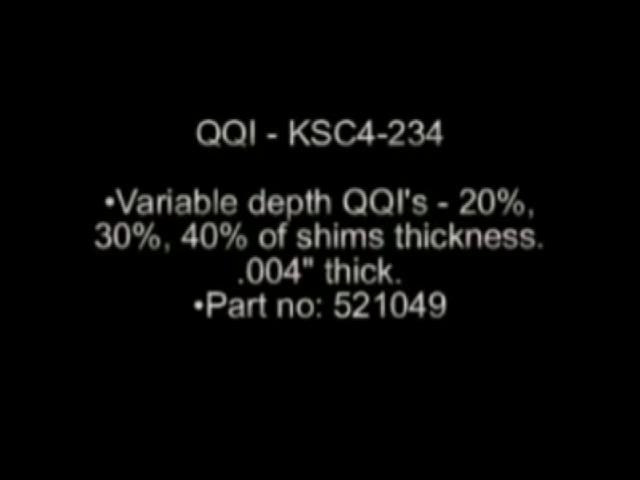 QQI - KSC4-234
•Variable depth QQI's - 20%,
30%, 40% of shims thickness.
.004" thick.
•Part no: 521049